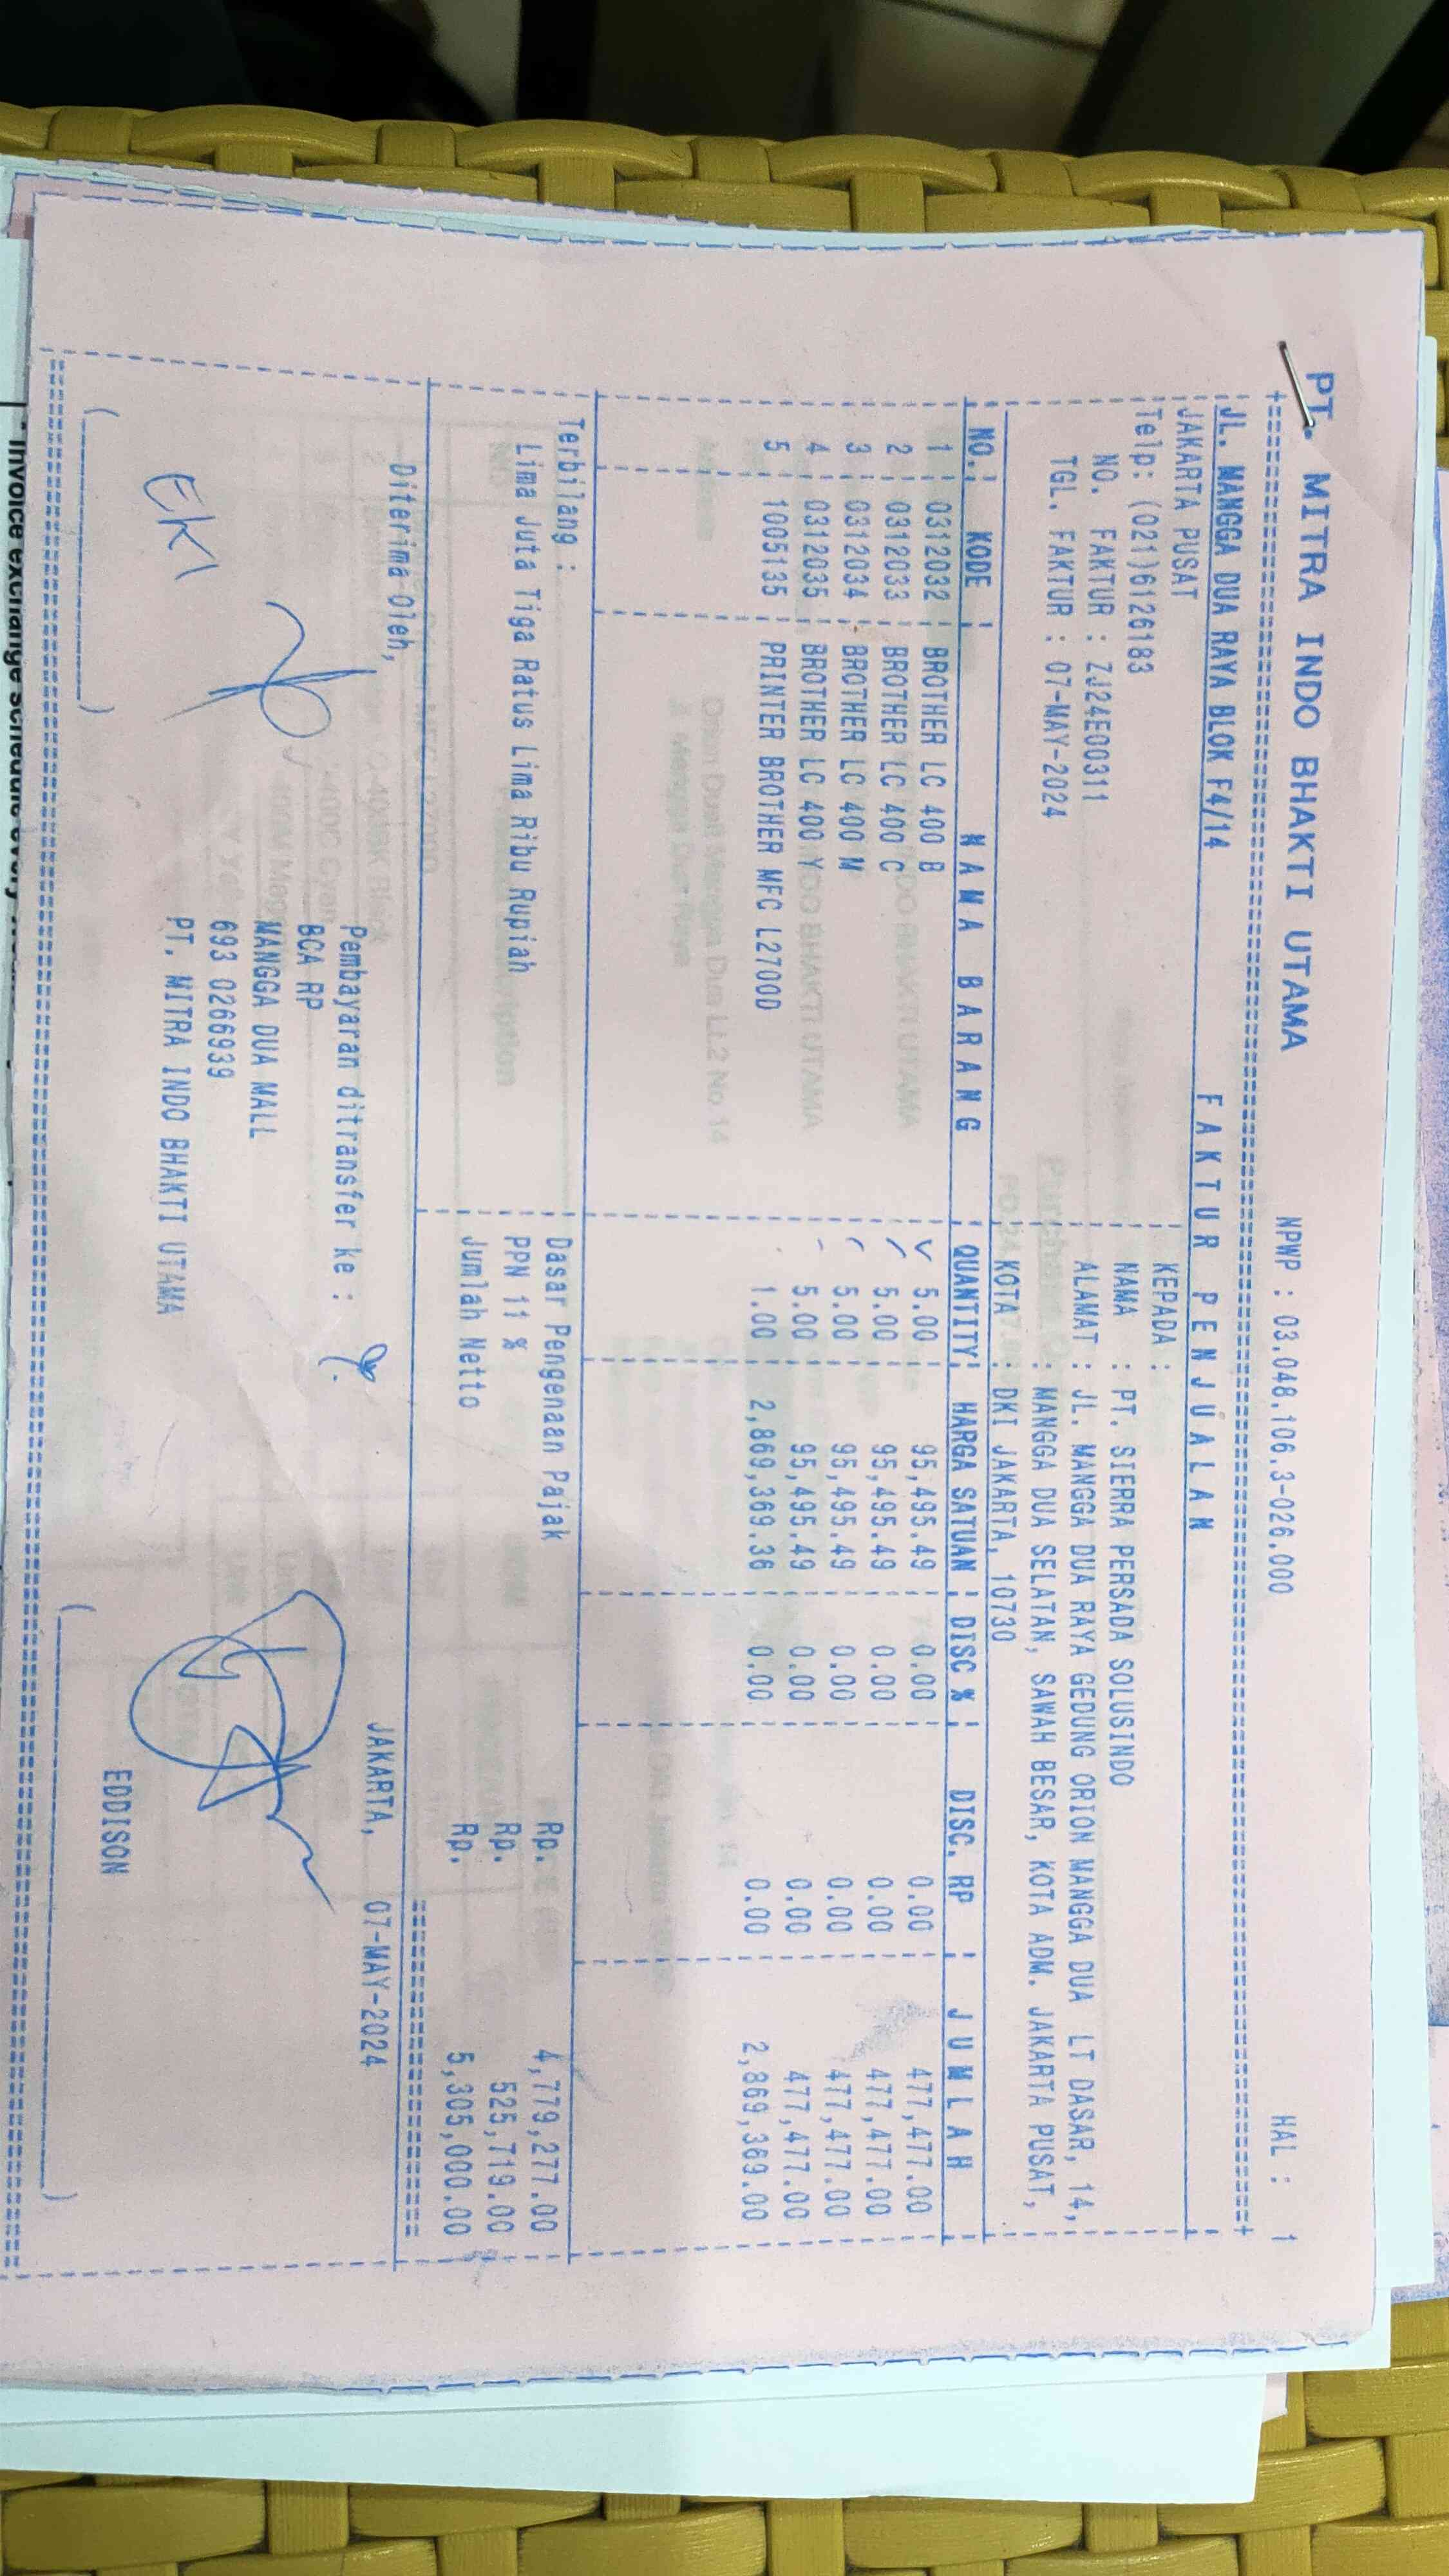 PT. MITRA INDO BHAKTI UTAMA NPWP : 03.048.106.3-026.000 HAL : 1
JL. MANGGA DUA RAYA BLOK F4/14 F A K T U R P E N J U A L A N
JAKARTA PUSAT KEPADA :
Telp: (021)6126183 NAMA : PT. SIERRA PERSADA SOLUSINDO
NO. FAKTUR : ZJ24E00311 ALAMAT : JL. MANGGA DUA RAYA GEDUNG ORION MANGGA DUA LT DASAR, 14,
TGL. FAKTUR : 07-MAY-2024 : MANGGA DUA SELATAN, SAWAH BESAR, KOTA ADM. JAKARTA PUSAT,
KOTA : DKI JAKARTA, 10730
NO. KODE N A M A B A R A N G QUANTITY HARGA SATUAN DISC % DISC. RP J U M L A H
1 0312032 BROTHER LC 400 B 5.00 95,495.49 0.00 0.00 477,477.00
2 0312033 BROTHER LC 400 C 5.00 95,495.49 0.00 0.00 477,477.00
3 0312034 BROTHER LC 400 M 5.00 95,495.49 0.00 0.00 477,477.00
4 0312035 BROTHER LC 400 Y 5.00 95,495.49 0.00 0.00 477,477.00
5 1005135 PRINTER BROTHER MFC L2700D 1.00 2,869,369.36 0.00 0.00 2,869,369.00
Terbilang : Dasar Pengenaan Pajak Rp. 4,779,277.00
Lima Juta Tiga Ratus Lima Ribu Rupiah PPN 11 % Rp. 525,719.00
Jumlah Netto Rp. 5,305,000.00
Diterima Oleh, JAKARTA, 07-MAY-2024
Pembayaran ditransfer ke :
BCA RP
MANGGA DUA MALL
693 0266939
PT. MITRA INDO BHAKTI UTAMA
EKI
EDDISON
* Invoice exchange schedule every